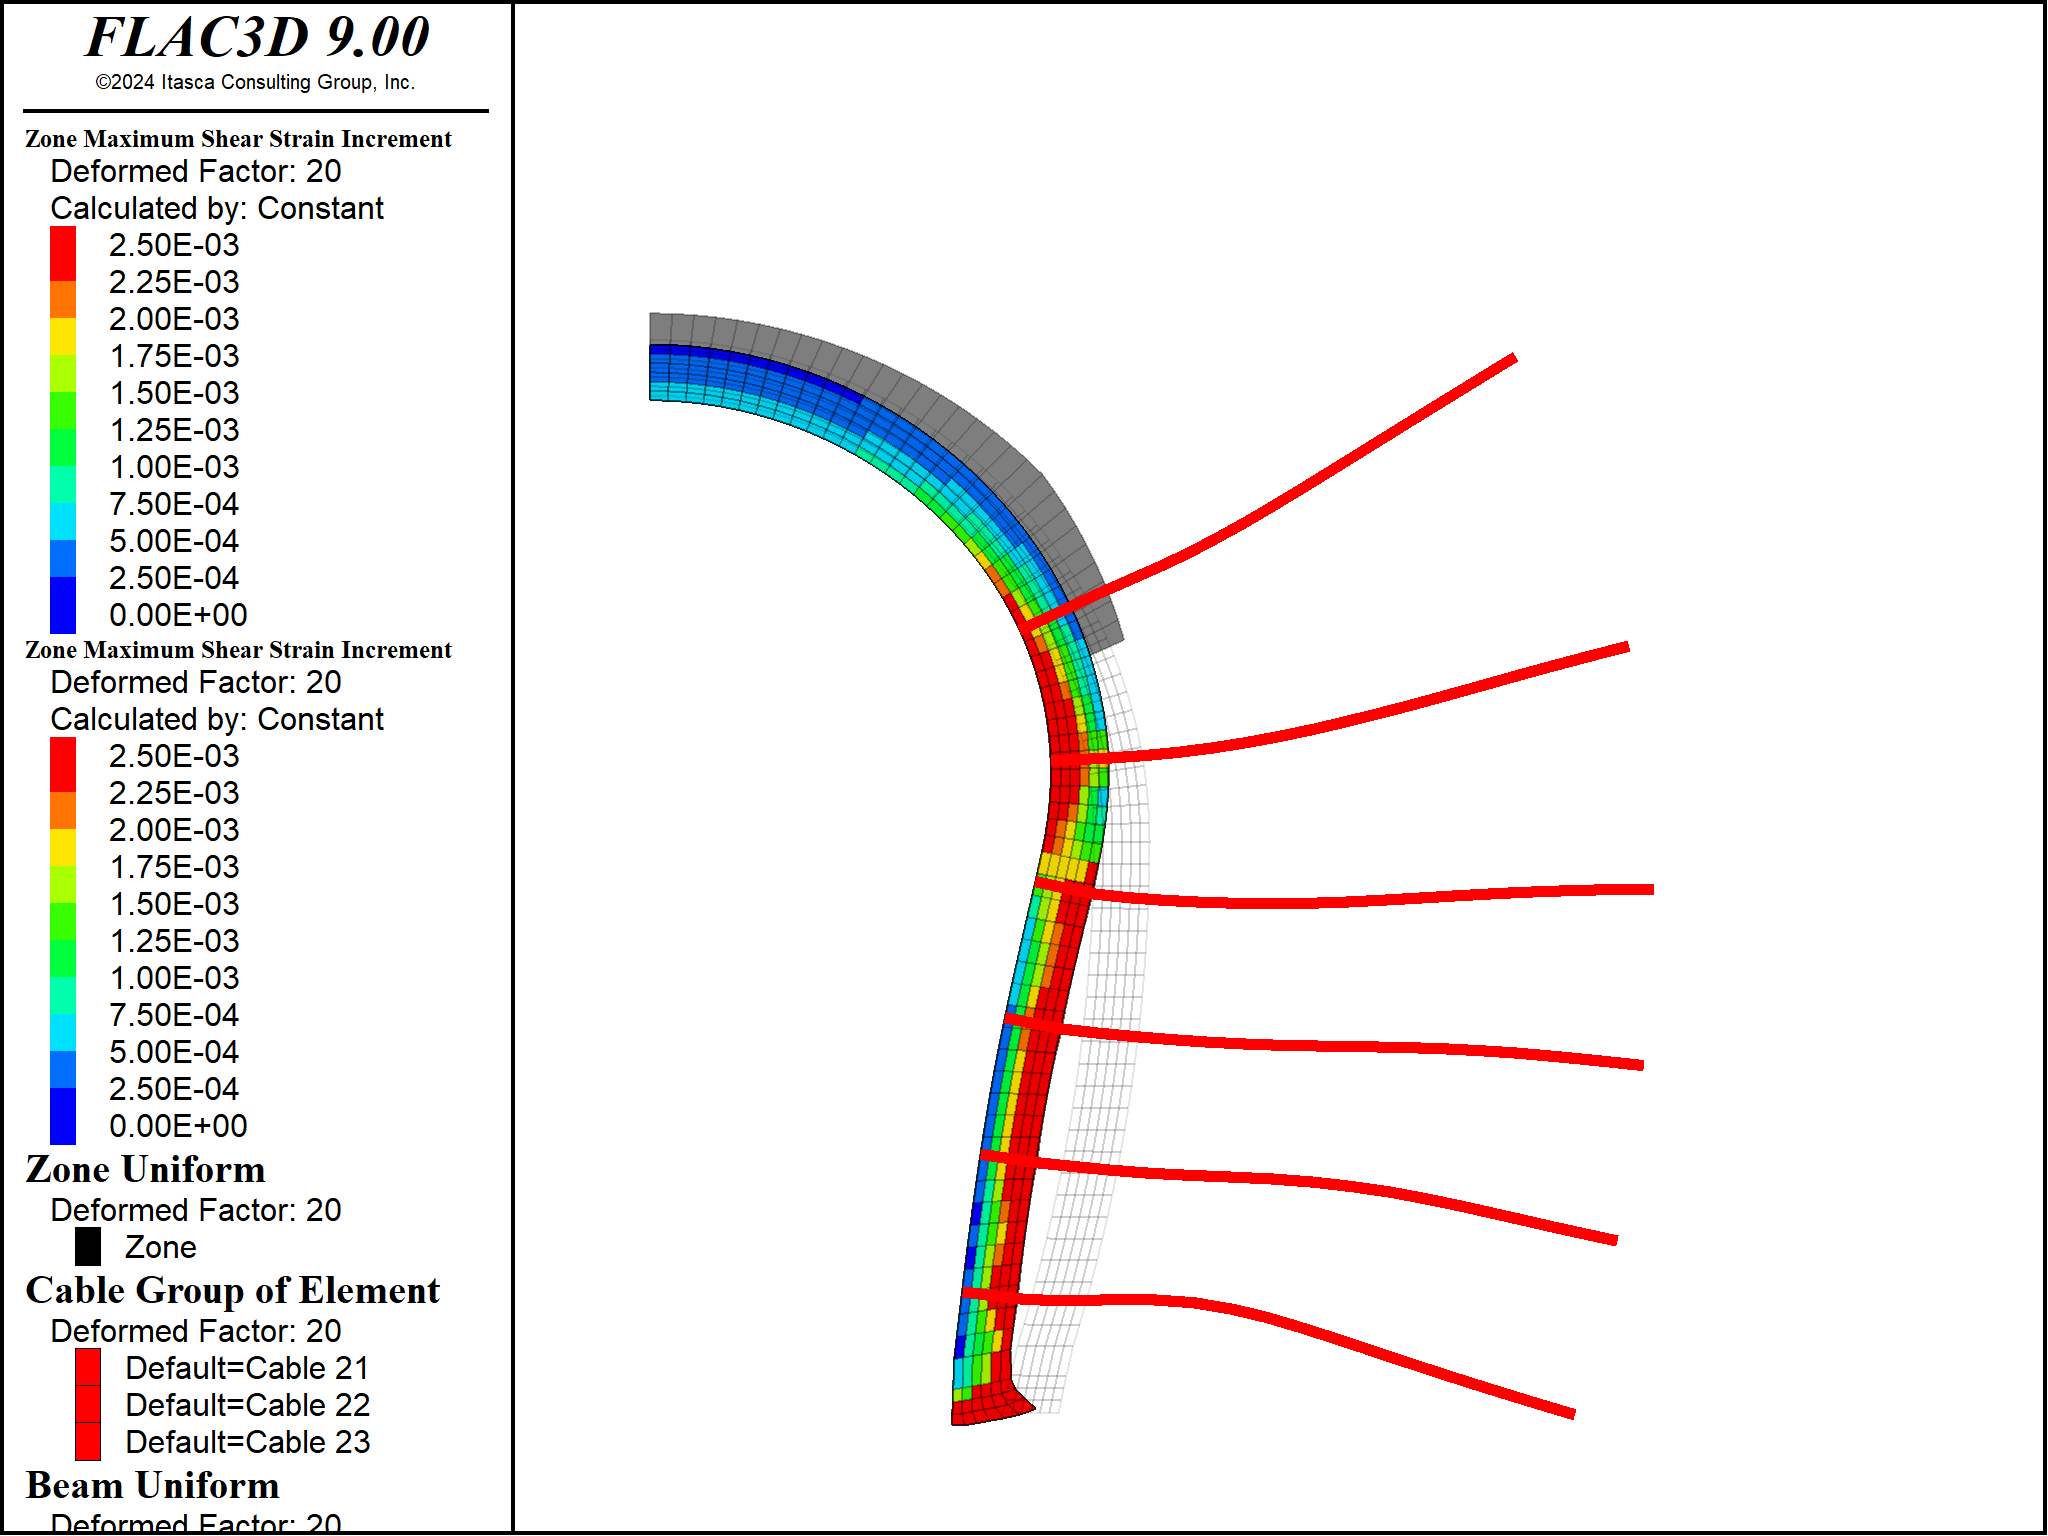 FLAC3D 9.00
©2024 Itasca Consulting Group, Inc.
Zone Maximum Shear Strain Increment
Deformed Factor: 20
Calculated by: Constant
2.50E-03
2.25E-03
2.00E-03
1.75E-03
1.50E-03
1.25E-03
1.00E-03
7.50E-04
5.00E-04
2.50E-04
0.00E+00
Zone Maximum Shear Strain Increment
Deformed Factor: 20
Calculated by: Constant
2.50E-03
2.25E-03
2.00E-03
1.75E-03
1.50E-03
1.25E-03
1.00E-03
7.50E-04
5.00E-04
2.50E-04
0.00E+00
Zone Uniform
Deformed Factor: 20
Zone
Cable Group of Element
Deformed Factor: 20
Default=Cable 21
Default=Cable 22
Default=Cable 23
Beam Uniform
Deformed Factor: 20